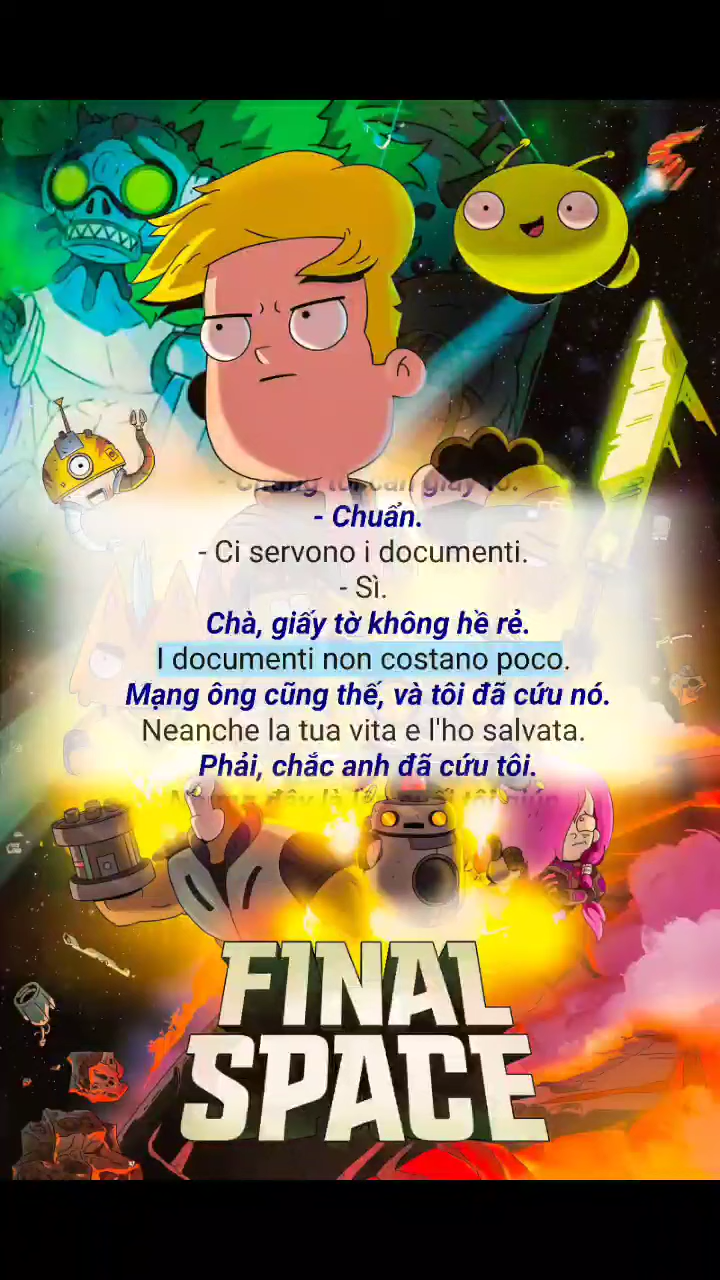 - Chuẩn.
- Ci servono i documenti.
- Sì.
Chà, giấy tờ không hề rẻ.
I documenti non costano poco.
Mạng ông cũng thế, và tôi đã cứu nó.
Neanche la tua vita e l'ho salvata.
Phải, chắc anh đã cứu tôi.
FINAL
SPACE